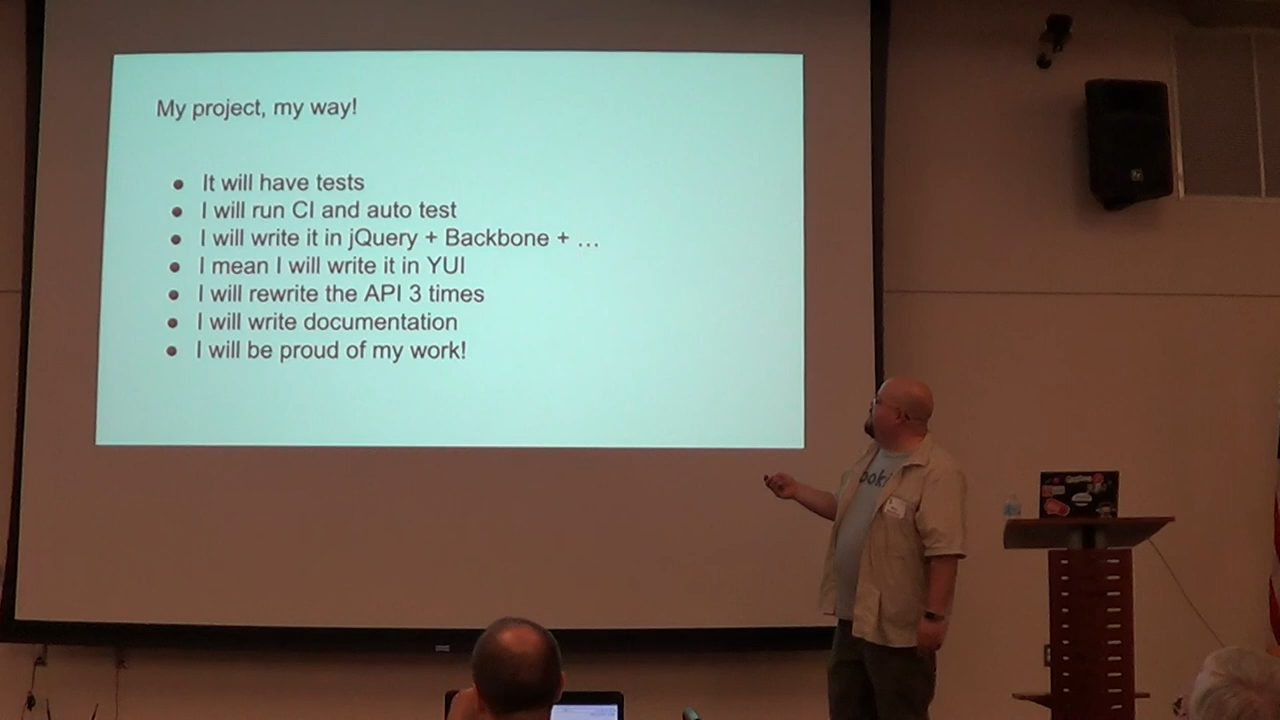 My project, my way!
● It will have tests
● I will run CI and auto test
● I will write it in jQuery + Backbone + …
● I mean I will write it in YUI
● I will rewrite the API 3 times
● I will write documentation
● I will be proud of my work!
ooki